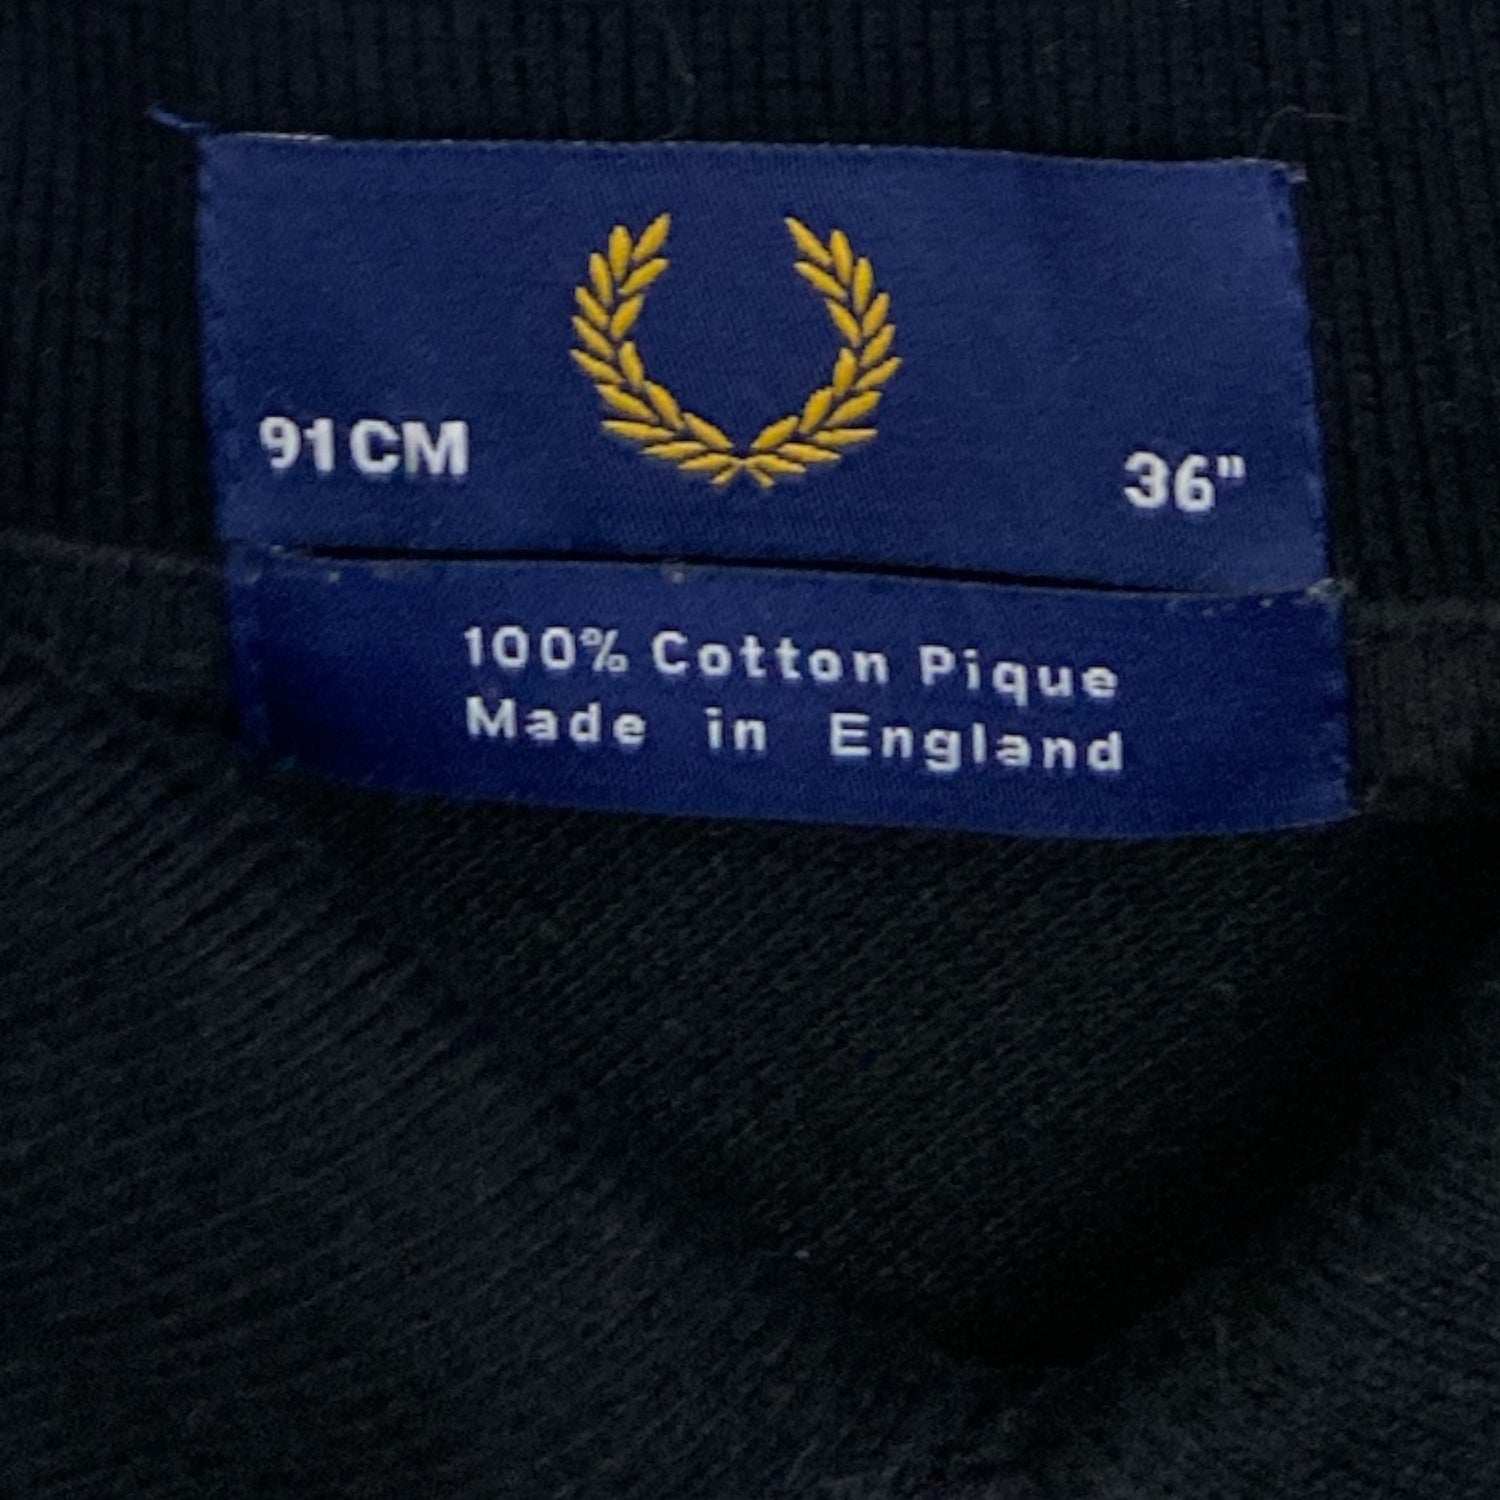 91CM 36"
100% Cotton Pique
Made in England